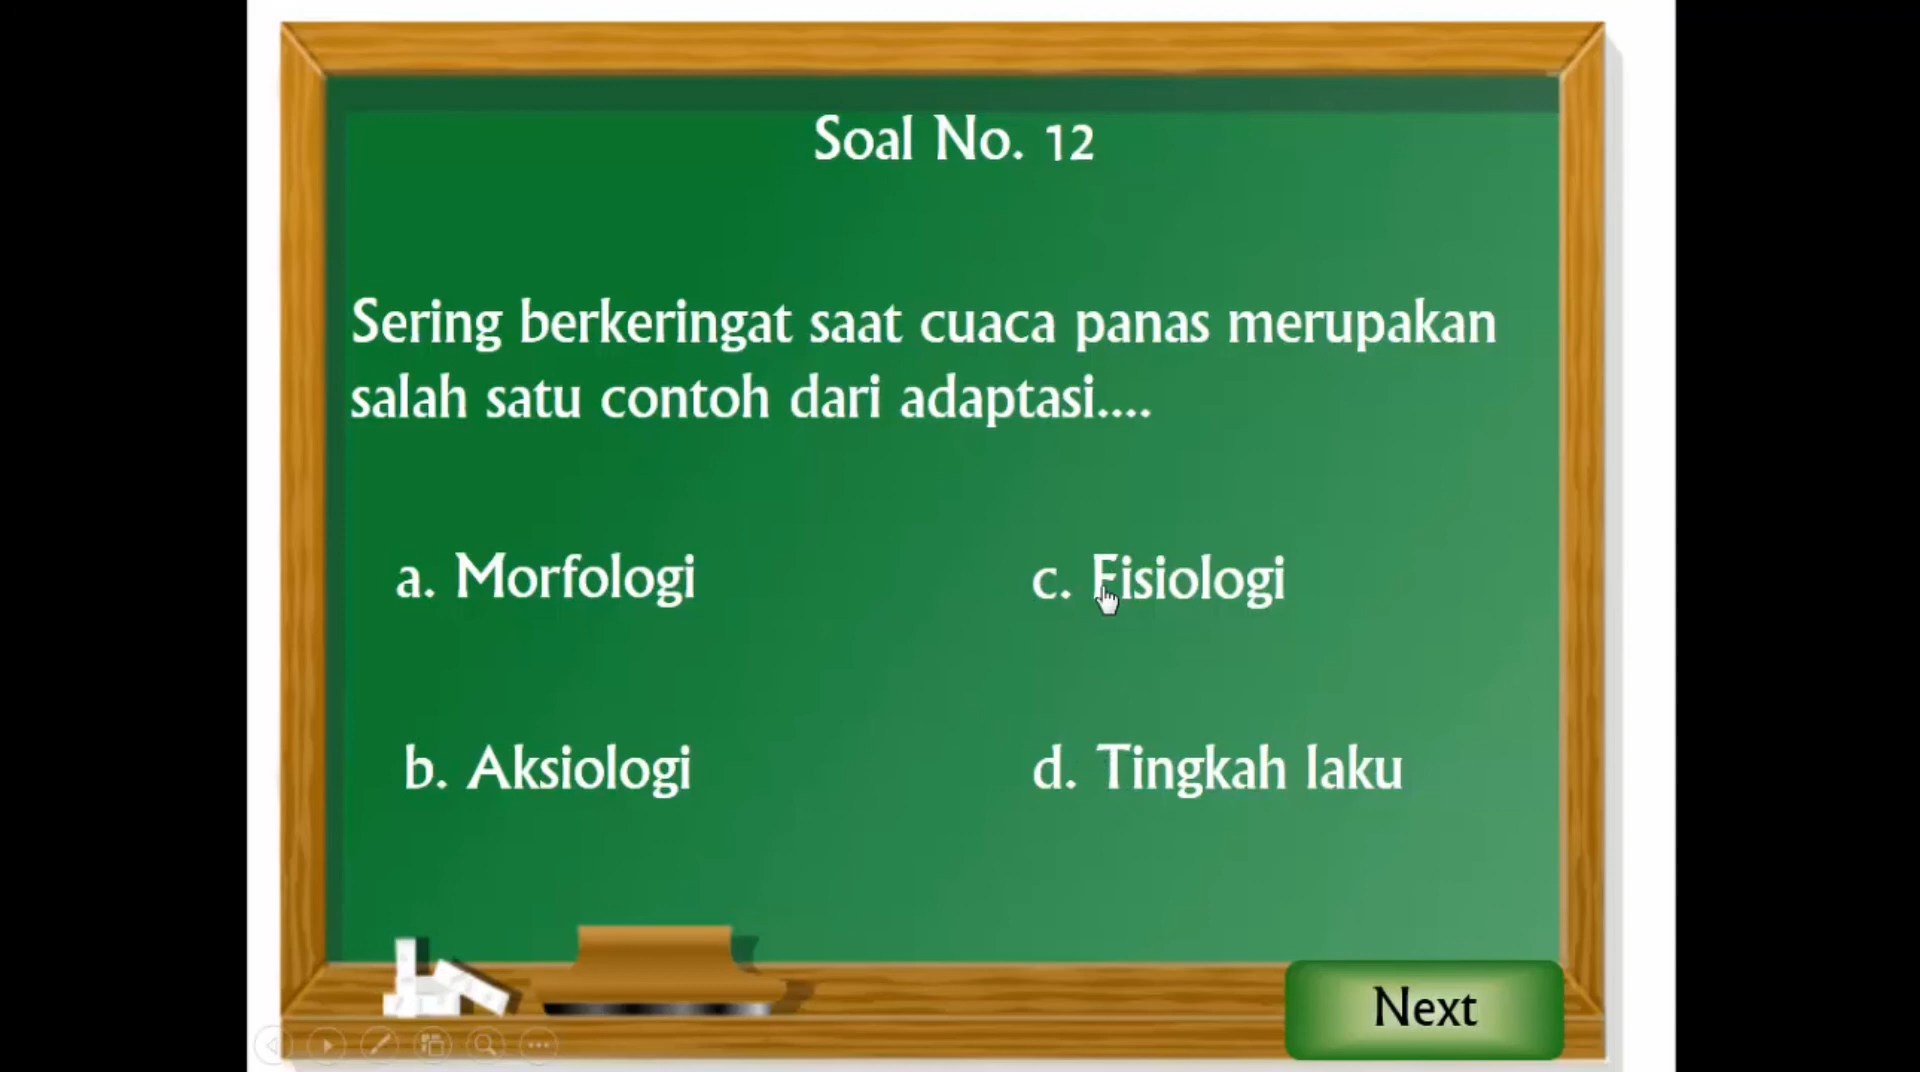 Soal No. 12
Sering berkeringat saat cuaca panas merupakan
salah satu contoh dari adaptasi....
a. Morfologi
c. Fisiologi
b. Aksiologi
d. Tingkah laku
Next